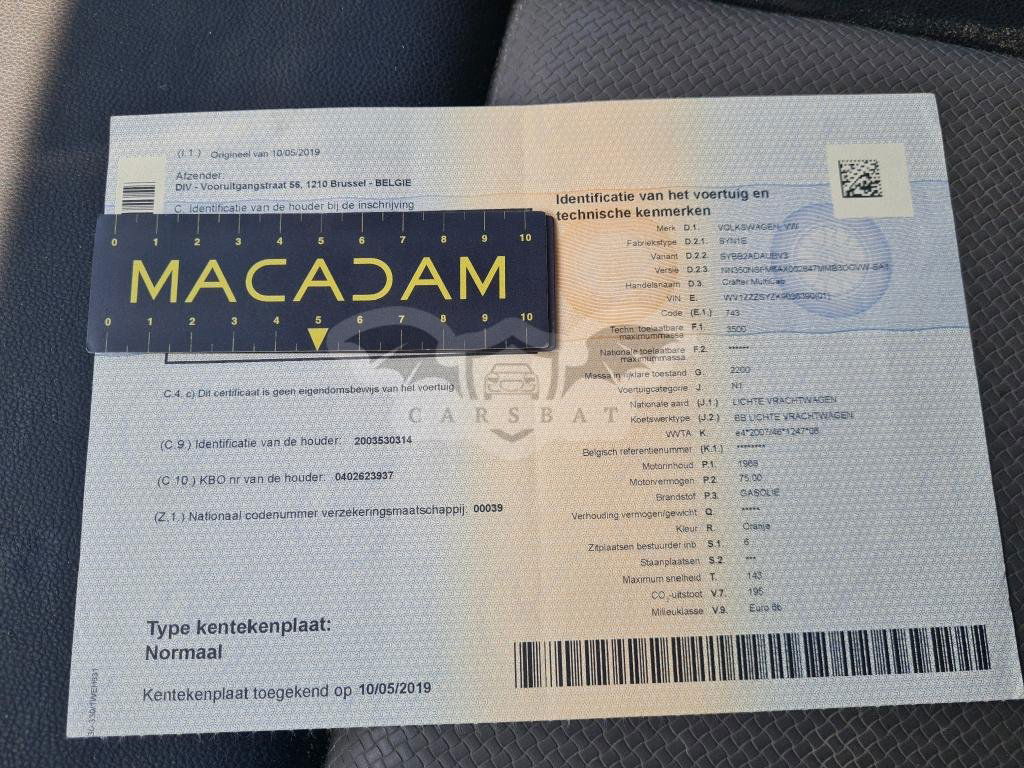 (I.1.) Origineel van 10/05/2019
Afzender:
DIV - Vooruitgangstraat 56, 1210 Brussel - BELGIE
C. Identificatie van de houder bij de inschrijving
0 1 2 3 4 5 6 7 8 9 10
MACADAM
0 1 2 3 4 5 6 7 8 9 10
C.4. c) Dit certificaat is geen eigendomsbewijs van het voertuig
(C.9.) Identificatie van de houder: 2003530314
(C.10.) KBO nr van de houder: 0402623937
(Z.1.) Nationaal codenummer verzekeringsmaatschappij: 00039
Type kentekenplaat:
Normaal
Kentekenplaat toegekend op 10/05/2019
Identificatie van het voertuig en
technische kenmerken
Merk D.1. VOLKSWAGEN, VW
Fabriekstype D.2.1. SYN1E
Variant D.2.2.
Versie D.2.3.
Handelsnaam D.3. Crafter
VIN E.
Code (E.1.) 743
Techn. toelaatbare maximummassa F.1. 3500
Nationale toelaatbare maximummassa F.2. ******
Massa in rijklare toestand G. 2200
Voertuigcategorie J. N1
Nationale aard (J.1.) LICHTE VRACHTWAGEN
Koetswerktype (J.2.) BB LICHTE VRACHTWAGEN
WVTA K. e4*2007/46*1247*08
Belgisch referentienummer (K.1.) ********
Motorinhoud P.1. 1968
Motorvermogen P.2. 75,00
Brandstof P.3. GASOLIE
Verhouding vermogen/gewicht Q. *****
Kleur R. Oranje
Zitplaatsen bestuurder inb S.1. 6
Staanplaatsen S.2. ***
Maximum snelheid T. 143
CO₂-uitstoot V.7. 195
Milieuklasse V.9. Euro 6b
CARSBAT